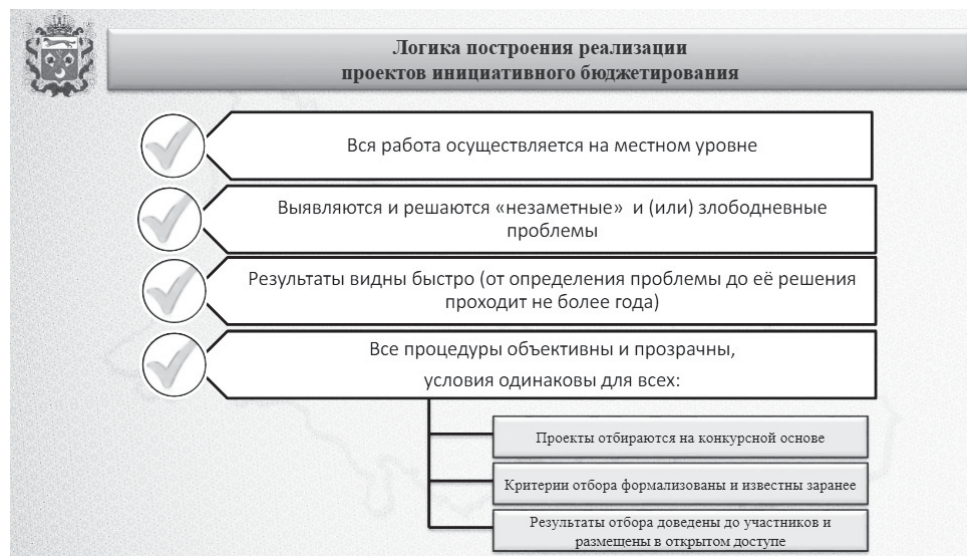 Логика построения реализации
проектов инициативного бюджетирования
Вся работа осуществляется на местном уровне
Выявляются и решаются «незаметные» и (или) злободневные
проблемы
Результаты видны быстро (от определения проблемы до её решения
проходит не более года)
Все процедуры объективны и прозрачны,
условия одинаковы для всех:
Проекты отбираются на конкурсной основе
Критерии отбора формализованы и известны заранее
Результаты отбора доведены до участников и
размещены в открытом доступе